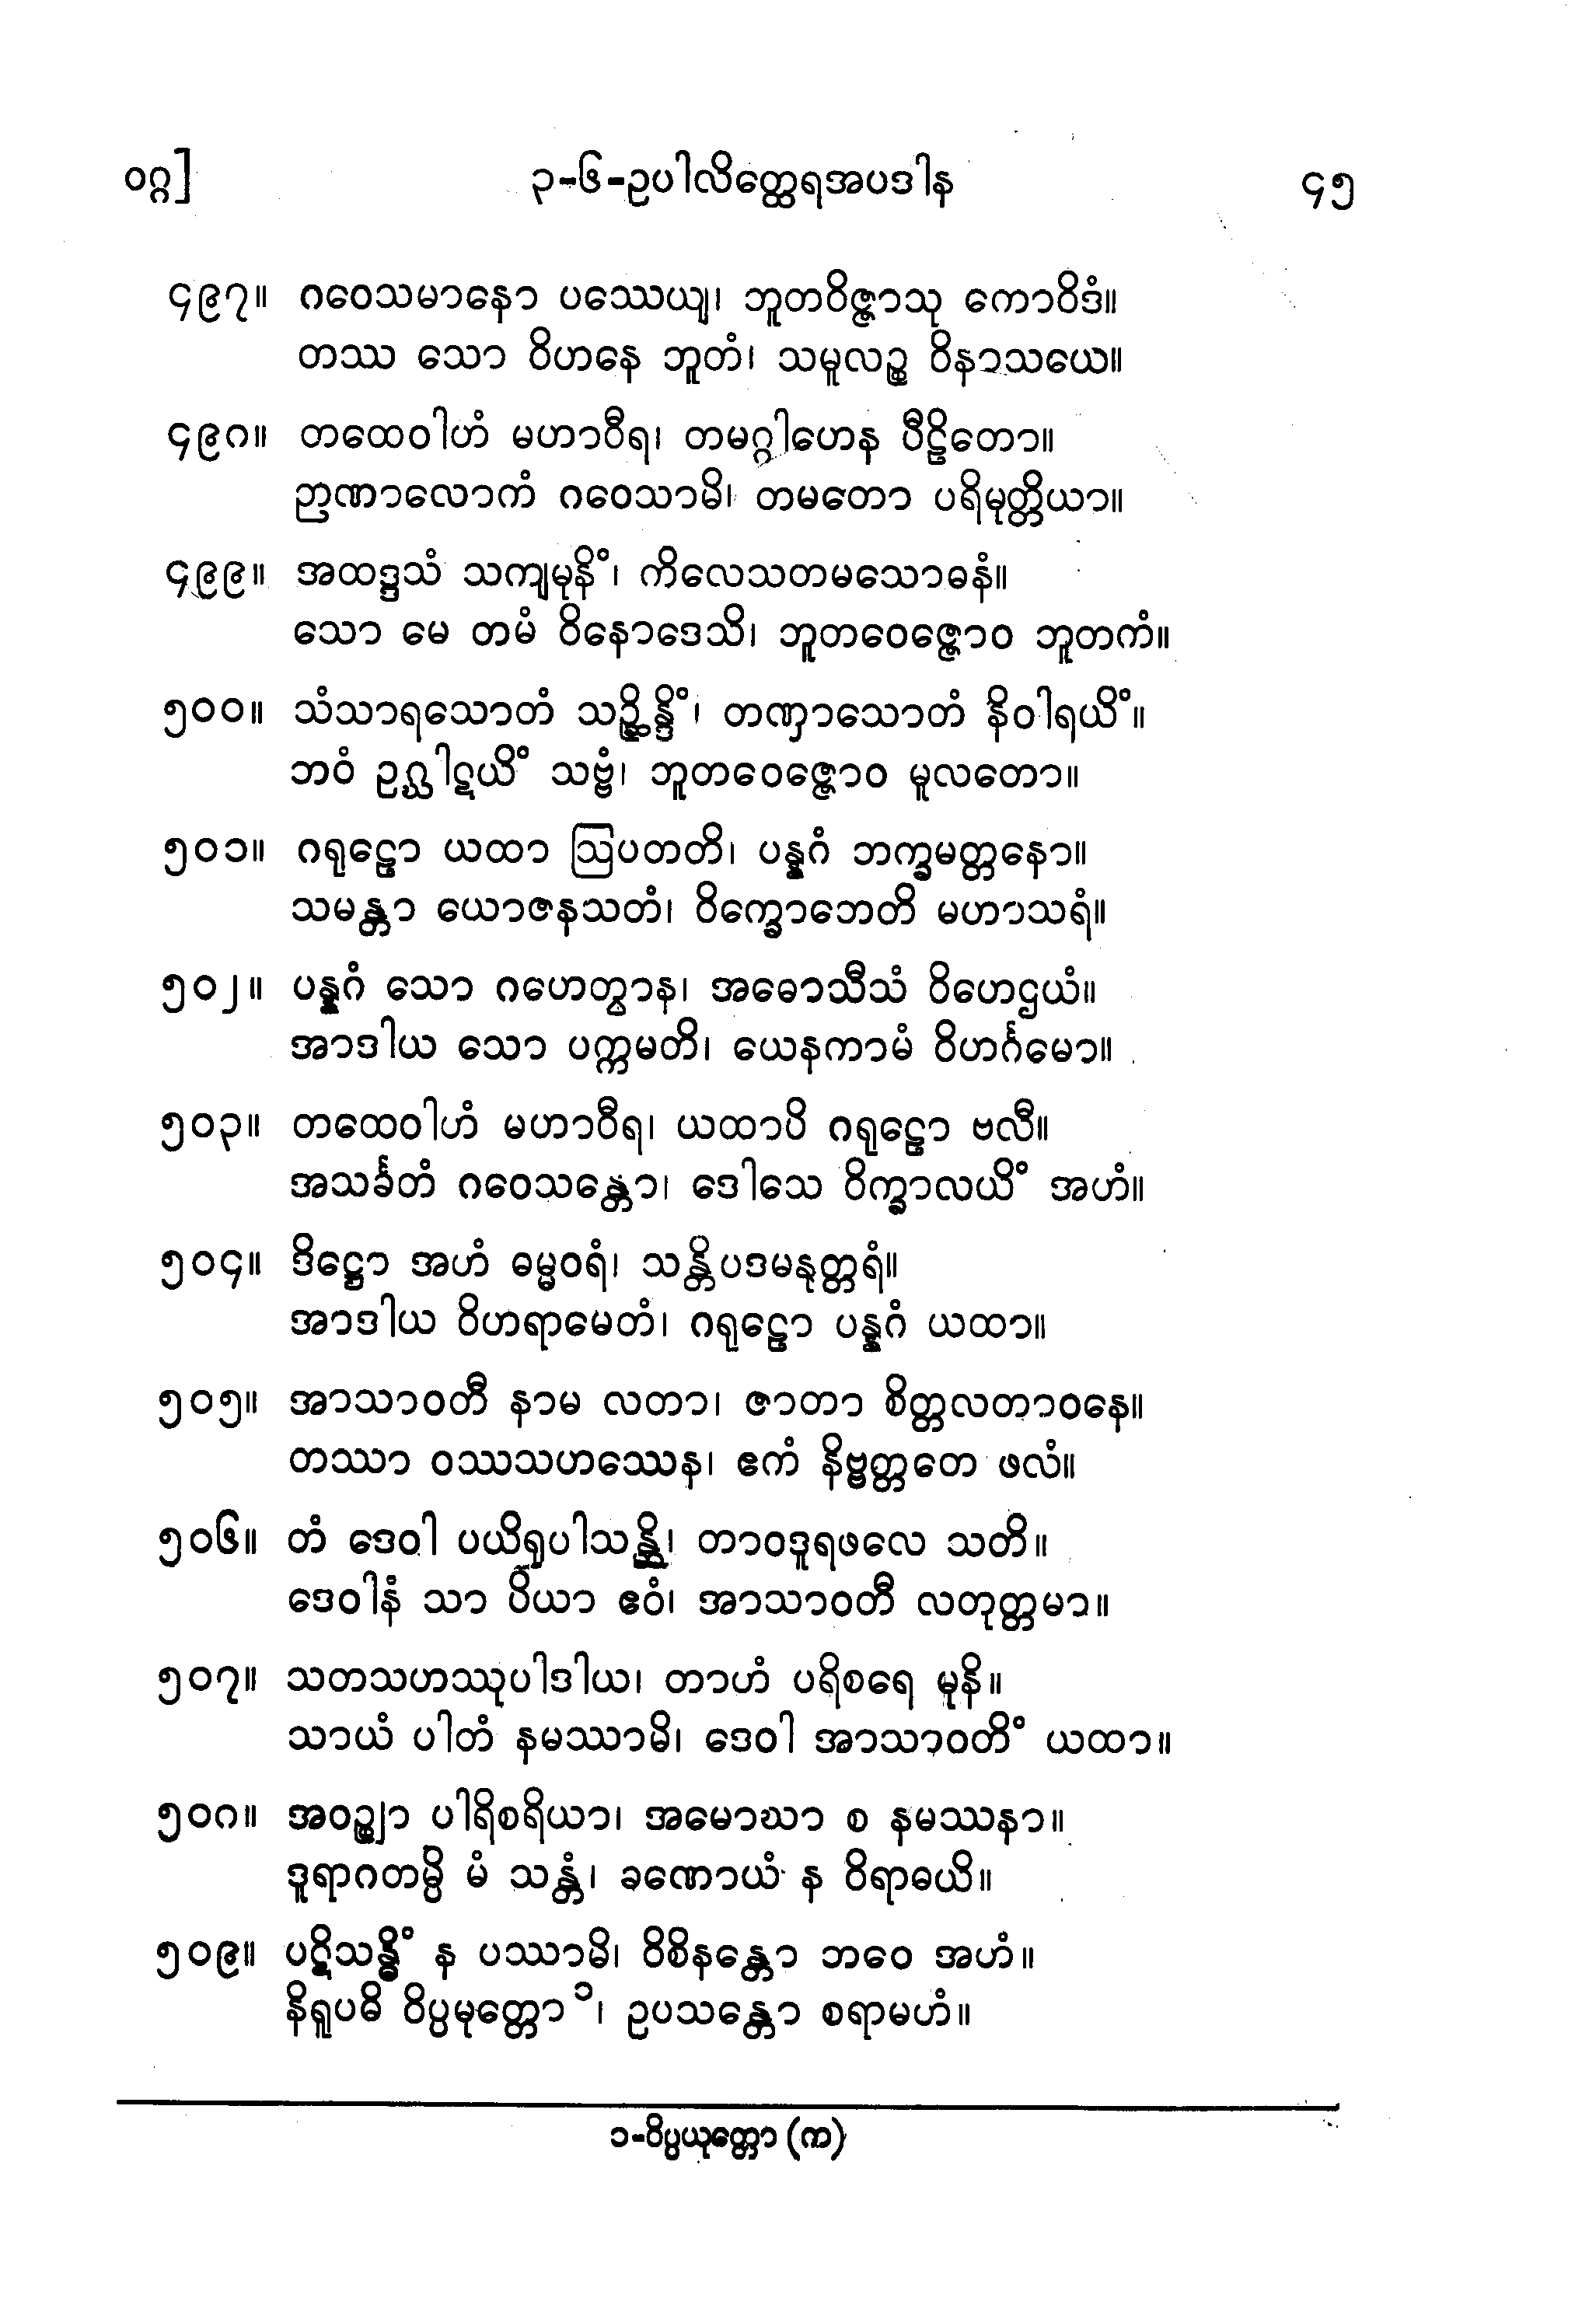 ဝဂ္ဂ] ၃-၆-ဥပါလိတ္ထေရအပဒါန ၄၅
၄၉၇။ ဂဝေသမာနော ပဿေယျ၊ ဘူတဝိဇ္ဇာသု ကောဝိဒံ။
တဿ သော ဝိဟနေ ဘူတံ၊ သမူလဉ္စ ဝိနာသယေ။
၄၉၈။ တထေဝါဟံ မဟာဝီရ၊ တမဂ္ဂါဟေန ပီဠိတော။
ဉာဏာလောကံ ဂဝေသာမိ၊ တမတော ပရိမုတ္တိယာ။
၄၉၉။ အထဒ္ဒသံ သကျမုနိံ၊ ကိလေသတမသောဓနံ။
သော မေ တမံ ဝိနောဒေသိ၊ ဘူတဝေဇ္ဇောဝ ဘူတကံ။
၅၀၀။ သံသာရသောတံ သဉ္ဆိန္ဒိံ၊ တဏှာသောတံ နိဝါရယိံ။
ဘဝံ ဥဂ္ဃါဋယိံ သဗ္ဗံ၊ ဘူတဝေဇ္ဇောဝ မူလတော။
၅၀၁။ ဂရုဠော ယထာ ဩပတတိ၊ ပန္နဂံ ဘက္ခမတ္တနော။
သမန္တာ ယောဇနသတံ၊ ဝိက္ခောဘေတိ မဟာသရံ။
၅၀၂။ ပန္နဂံ သော ဂဟေတွာန၊ အဓောသီသံ ဝိဟေဌယံ။
အာဒါယ သော ပက္ကမတိ၊ ယေနကာမံ ဝိဟင်္ဂမော။
၅၀၃။ တထေဝါဟံ မဟာဝီရ၊ ယထာပိ ဂရုဠော ဗလီ။
အသင်္ခတံ ဂဝေသန္တော၊ ဒေါသေ ဝိက္ခာလယိံ အဟံ။
၅၀၄။ ဒိဋ္ဌော အဟံ ဓမ္မဝရံ၊ သန္တိပဒမနုတ္တရံ။
အာဒါယ ဝိဟရာမေတံ၊ ဂရုဠော ပန္နဂံ ယထာ။
၅၀၅။ အာသာဝတီ နာမ လတာ၊ ဇာတာ စိတ္တလတာဝနေ။
တဿာ ဝဿသဟဿေန၊ ဧကံ နိဗ္ဗတ္တတေ ဖလံ။
၅၀၆။ တံ ဒေဝါ ပယိရုပါသန္တိ၊ တာဝဒူရဖလေ သတိ။
ဒေဝါနံ သာ ပိယာ ဧဝံ၊ အာသာဝတီ လတုတ္တမာ။
၅၀၇။ သတသဟဿုပါဒါယ၊ တာဟံ ပရိစရေ မုနိ။
သာယံ ပါတံ နမဿာမိ၊ ဒေဝါ အာသာဝတိံ ယထာ။
၅၀၈။ အဝဉ္ဈာ ပါရိစရိယာ၊ အမောဃာ စ နမဿနာ။
ဒူရာဂတမ္ပိ မံ သန္တံ၊ ခဏောယံ န ဝိရာဓယိ။
၅၀၉။ ပဋိသန္ဓိံ န ပဿာမိ၊ ဝိစိနန္တော ဘဝေ အဟံ။
နိရူပဓိ ဝိပ္ပမုတ္တော၁၊ ဥပသန္တော စရာမဟံ။
၁-ဝိပ္ပယုတ္တော (က)